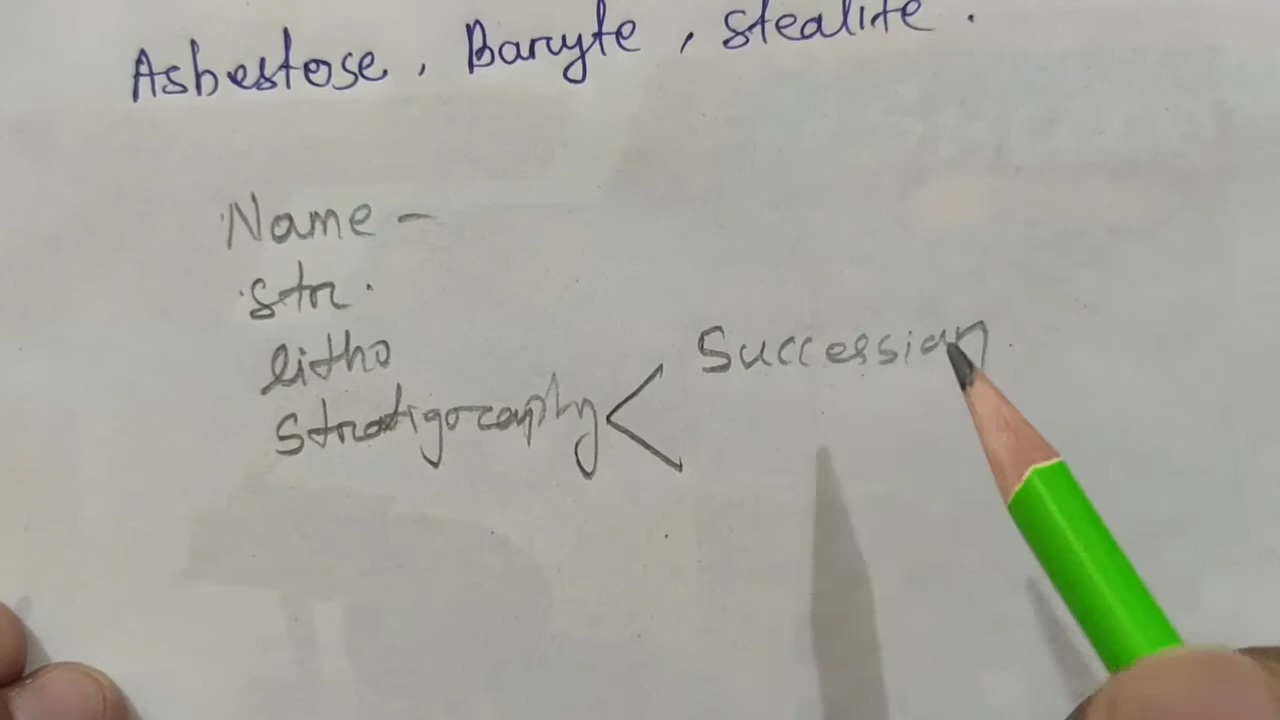 Asbestose, Baryte, Stealite.
Name -
str.
litho
Stratigraphy < Succession